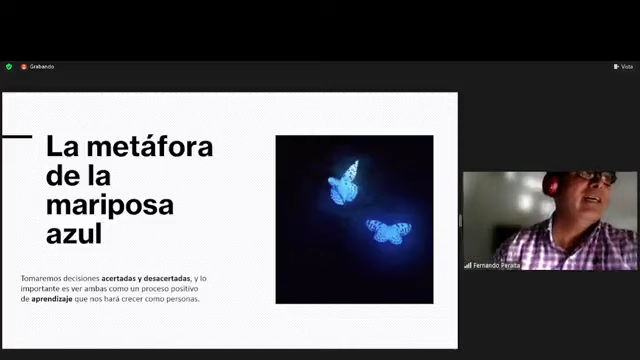 Grabando
Vista
La metáfora
de la
mariposa
azul
Tomaremos decisiones acertadas y desacertadas, y lo
importante es ver ambas como un proceso positivo
de aprendizaje que nos hará crecer como personas.
Fernando Peralta